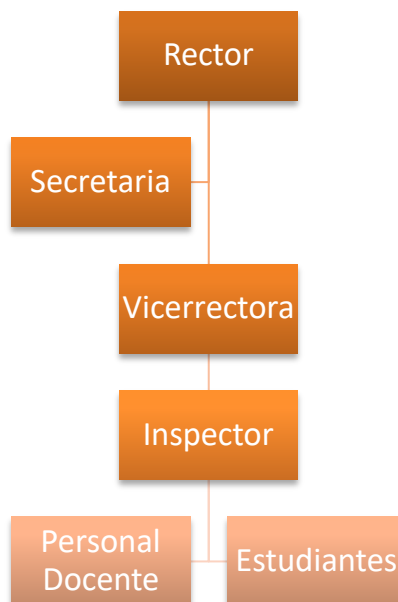 Rector
Secretaria
Vicerrectora
Inspector
Personal
Docente
Estudiantes